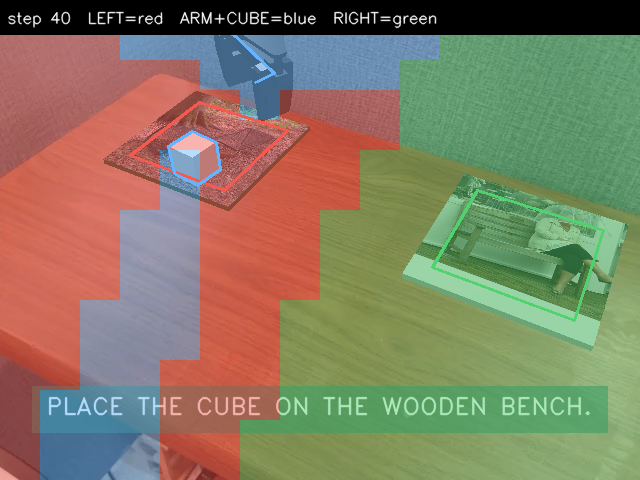 step 40 LEFT=red ARM+CUBE=blue RIGHT=green
PLACE THE CUBE ON THE WOODEN BENCH.